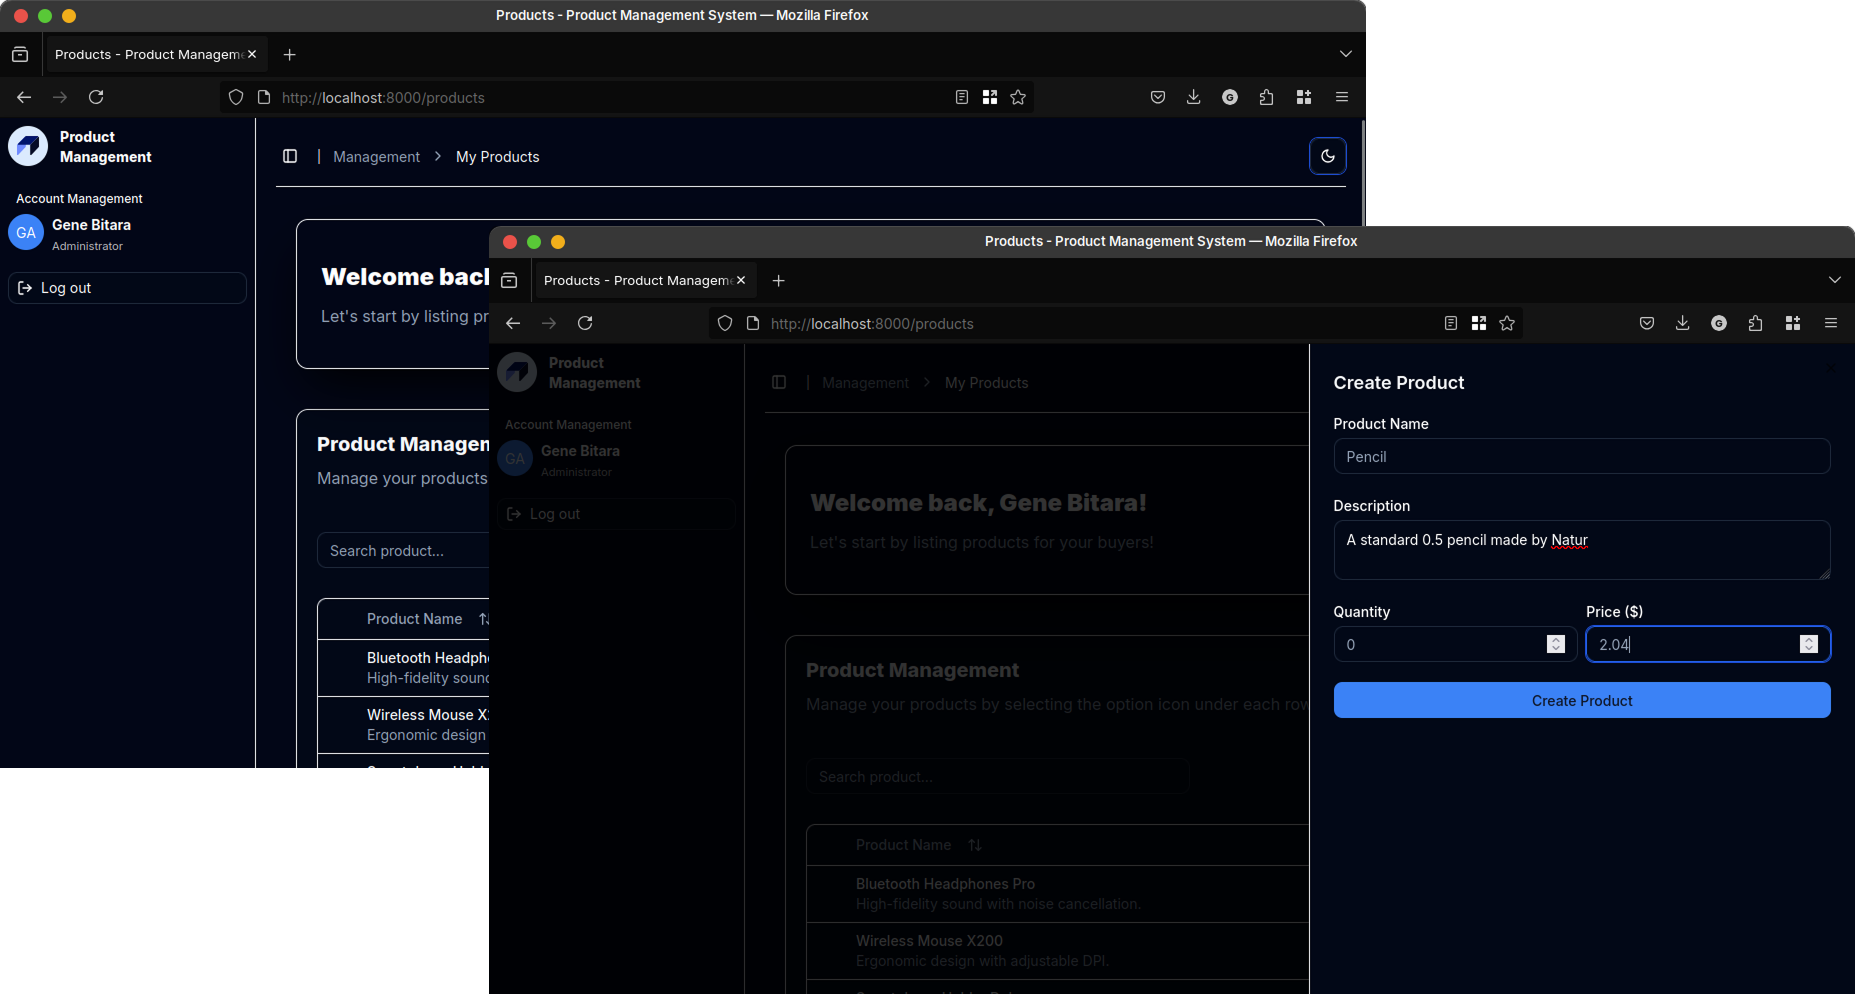 Products - Product Management System — Mozilla Firefox
Products - Product Managem
http://localhost:8000/products
G
Product
Management
Management
My Products
Account Management
GA
Gene Bitara
Administrator
Log out
Welcome bac
Let's start by listing pr
Product Manage
Manage your products
Search product...
Product Name
Bluetooth Headph
High-fidelity soun
Wireless Mouse X2
Ergonomic design
Products - Product Management System — Mozilla Firefox
Products - Product Managem
http://localhost:8000/products
G
Product
Management
Management
My Products
Account Management
GA
Gene Bitara
Administrator
Log out
Welcome back, Gene Bitara!
Let's start by listing products for your buyers!
Product Management
Manage your products by selecting the option icon under each row
Search product...
Product Name
Bluetooth Headphones Pro
High-fidelity sound with noise cancellation.
Wireless Mouse X200
Ergonomic design with adjustable DPI.
Create Product
Product Name
Pencil
Description
A standard 0.5 pencil made by Natur
Quantity
Price ($)
0
2.04
Create Product